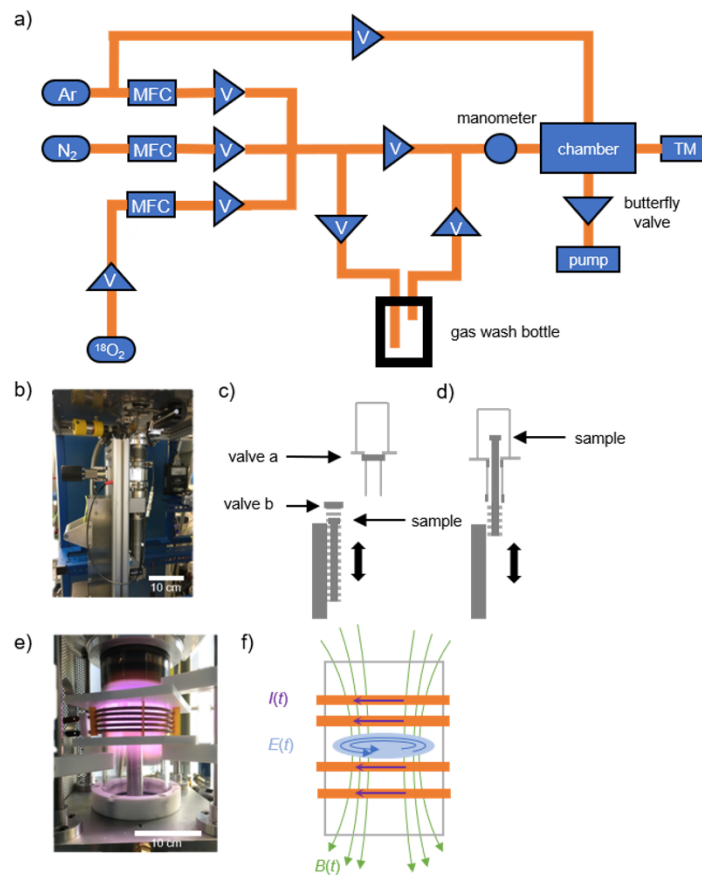 a)
V
Ar
MFC
V
manometer
N₂
MFC
V
V
chamber
TM
MFC
V
V
V
butterfly
valve
V
pump
¹⁸O₂
gas wash bottle
b)
c)
d)
valve a
sample
valve b
sample
10 cm
e)
f)
I(t)
E(t)
10 cm
B(t)